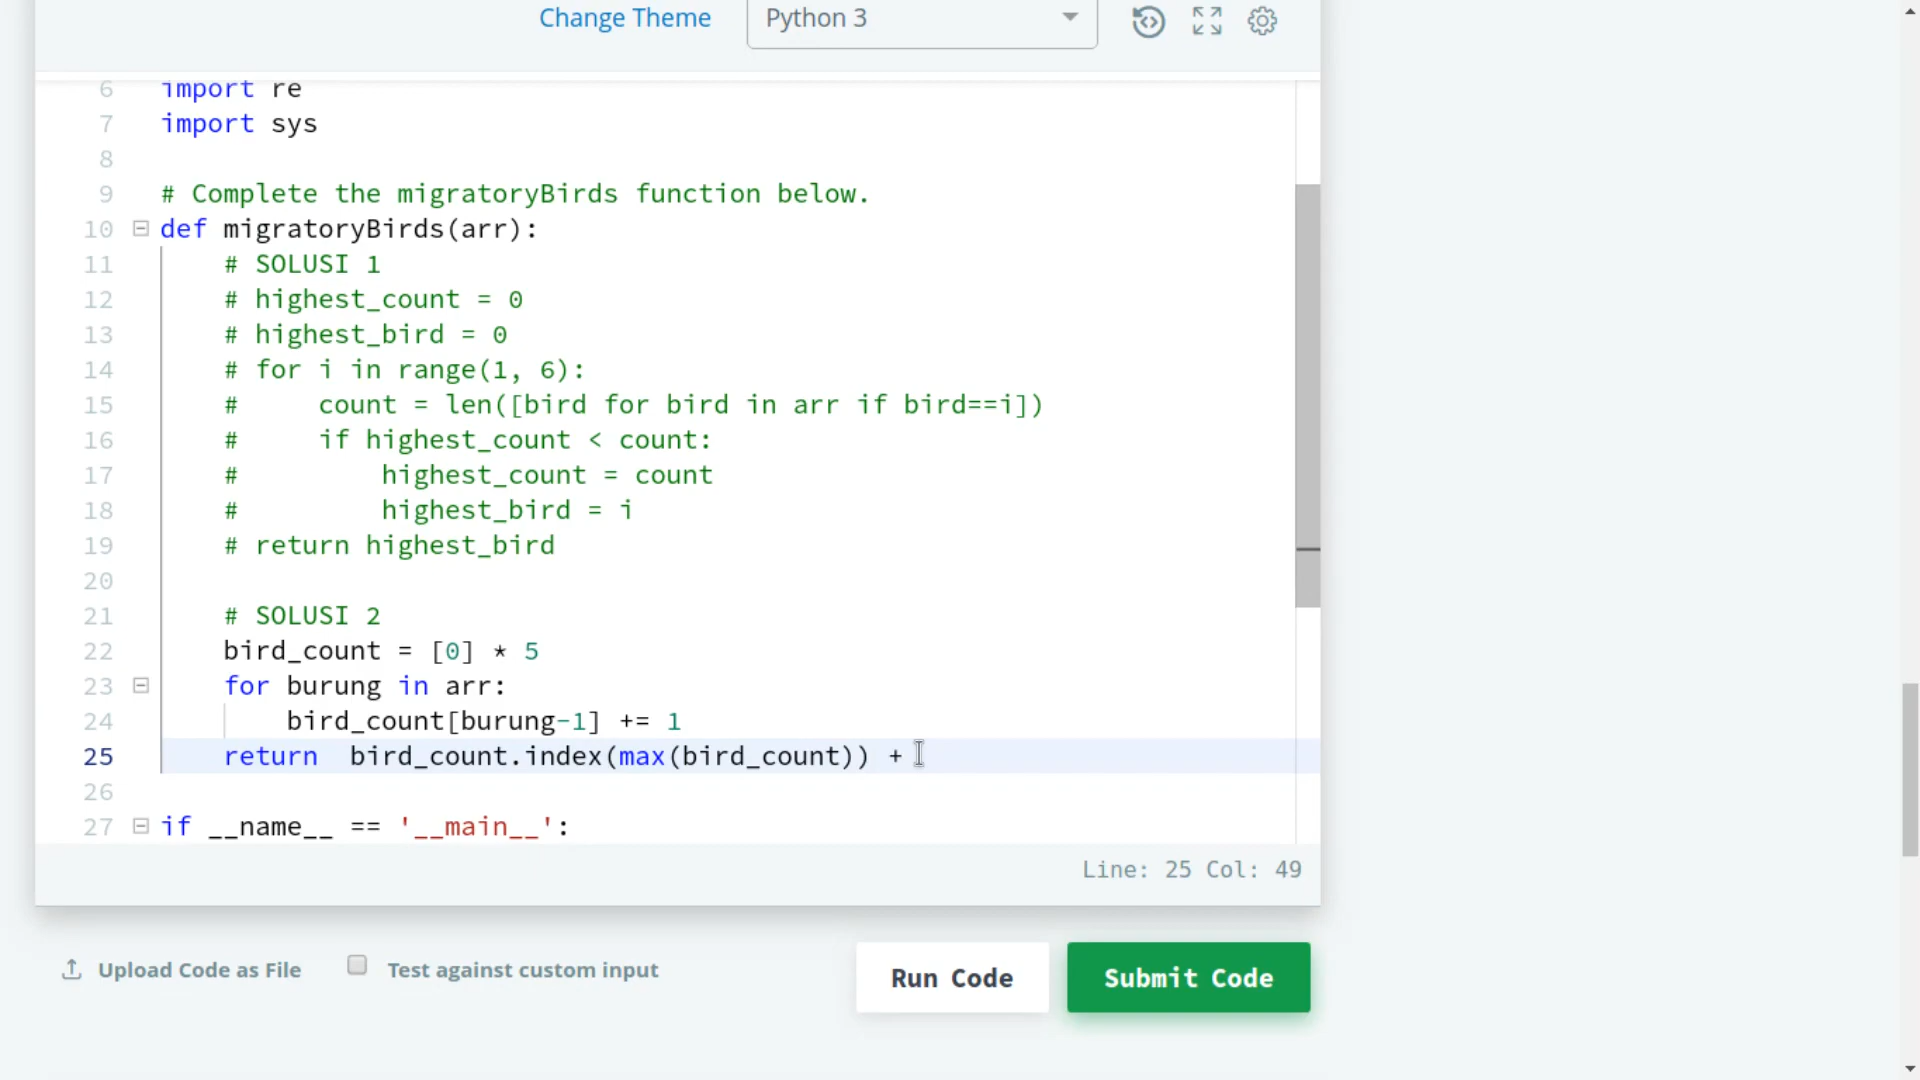 Change Theme Python 3
6 import re
7 import sys
8
9 # Complete the migratoryBirds function below.
10 def migratoryBirds(arr):
11 # SOLUSI 1
12 # highest_count = 0
13 # highest_bird = 0
14 # for i in range(1, 6):
15 # count = len([bird for bird in arr if bird==i])
16 # if highest_count < count:
17 # highest_count = count
18 # highest_bird = i
19 # return highest_bird
20
21 # SOLUSI 2
22 bird_count = [0] * 5
23 for burung in arr:
24 bird_count[burung-1] += 1
25 return  bird_count.index(max(bird_count)) +
26
27 if __name__ == '__main__':
Line: 25 Col: 49
Upload Code as File Test against custom input Run Code Submit Code